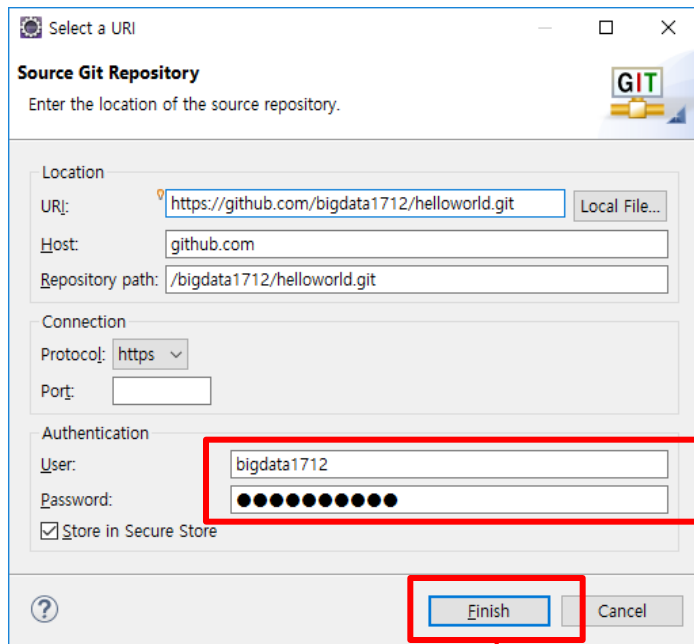 Select a URI
Source Git Repository
Enter the location of the source repository.
GIT
Location
URI: https://github.com/bigdata1712/helloworld.git Local File...
Host: github.com
Repository path: /bigdata1712/helloworld.git
Connection
Protocol: https
Port:
Authentication
User: bigdata1712
Password: ●●●●●●●●●●
Store in Secure Store
? Finish Cancel